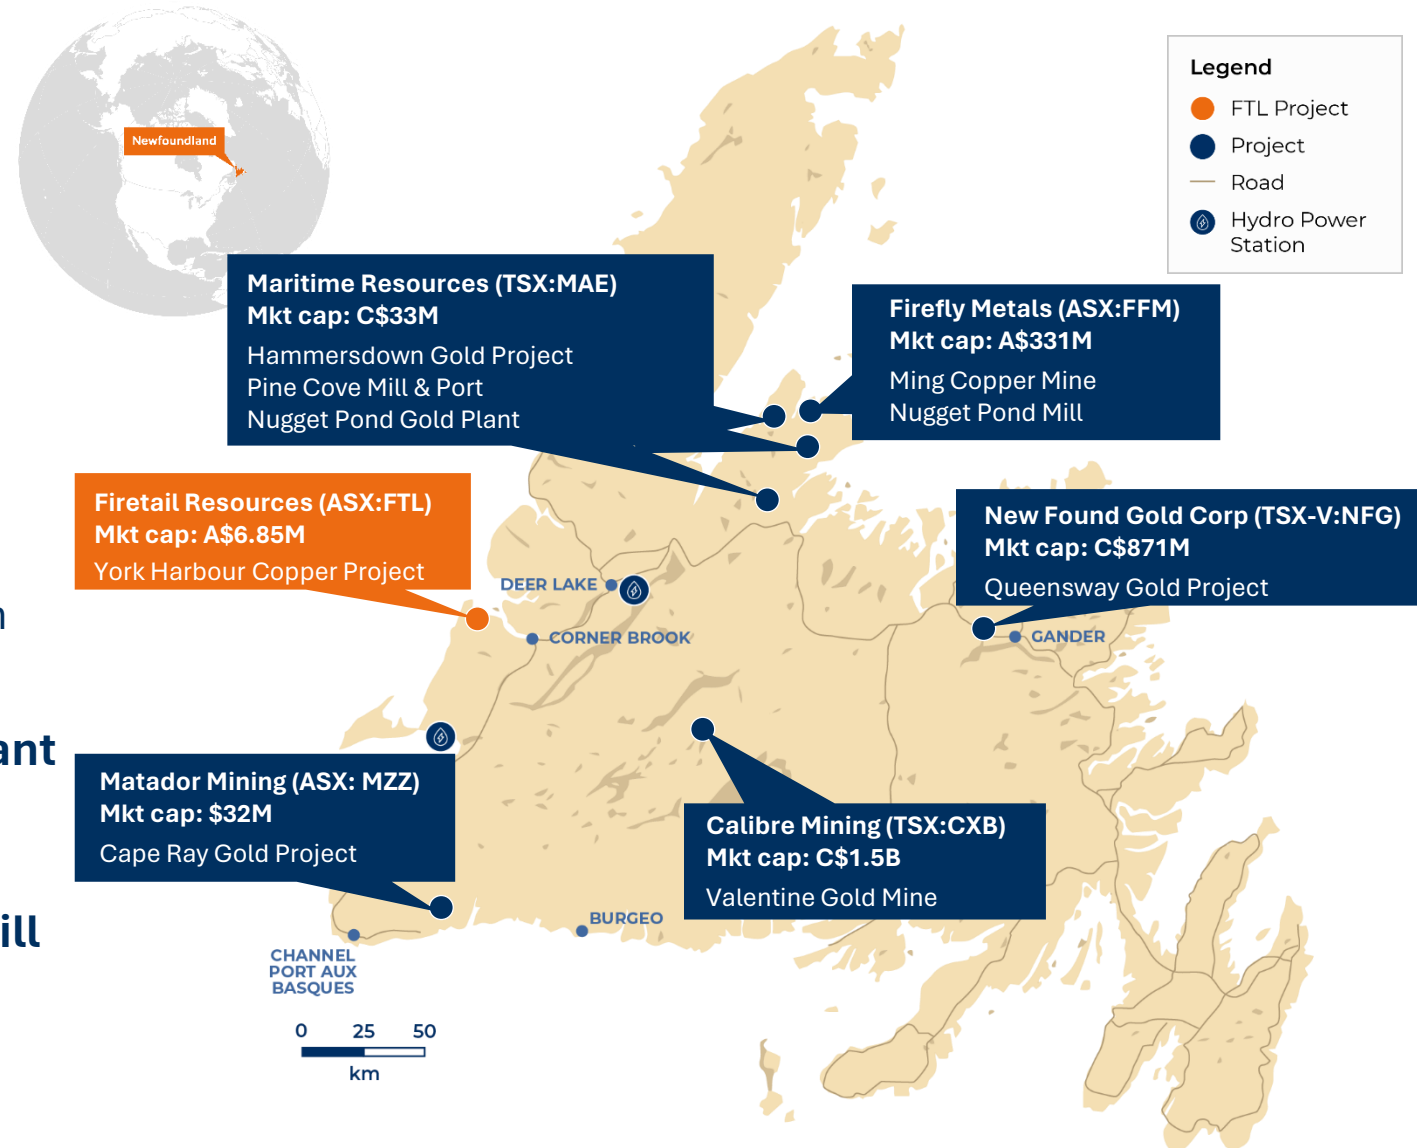 Newfoundland
Legend
FTL Project
Project
Road
Hydro Power
Station
Maritime Resources (TSX:MAE)
Mkt cap: C$33M
Hammersdown Gold Project
Pine Cove Mill & Port
Nugget Pond Gold Plant
Firefly Metals (ASX:FFM)
Mkt cap: A$331M
Ming Copper Mine
Nugget Pond Mill
Firetail Resources (ASX:FTL)
Mkt cap: A$6.85M
York Harbour Copper Project
New Found Gold Corp (TSX-V:NFG)
Mkt cap: C$871M
Queensway Gold Project
DEER LAKE
CORNER BROOK
GANDER
ant
Matador Mining (ASX: MZZ)
Mkt cap: $32M
Cape Ray Gold Project
Calibre Mining (TSX:CXB)
Mkt cap: C$1.5B
Valentine Gold Mine
ill
BURGEO
CHANNEL
PORT AUX
BASQUES
0 25 50
km